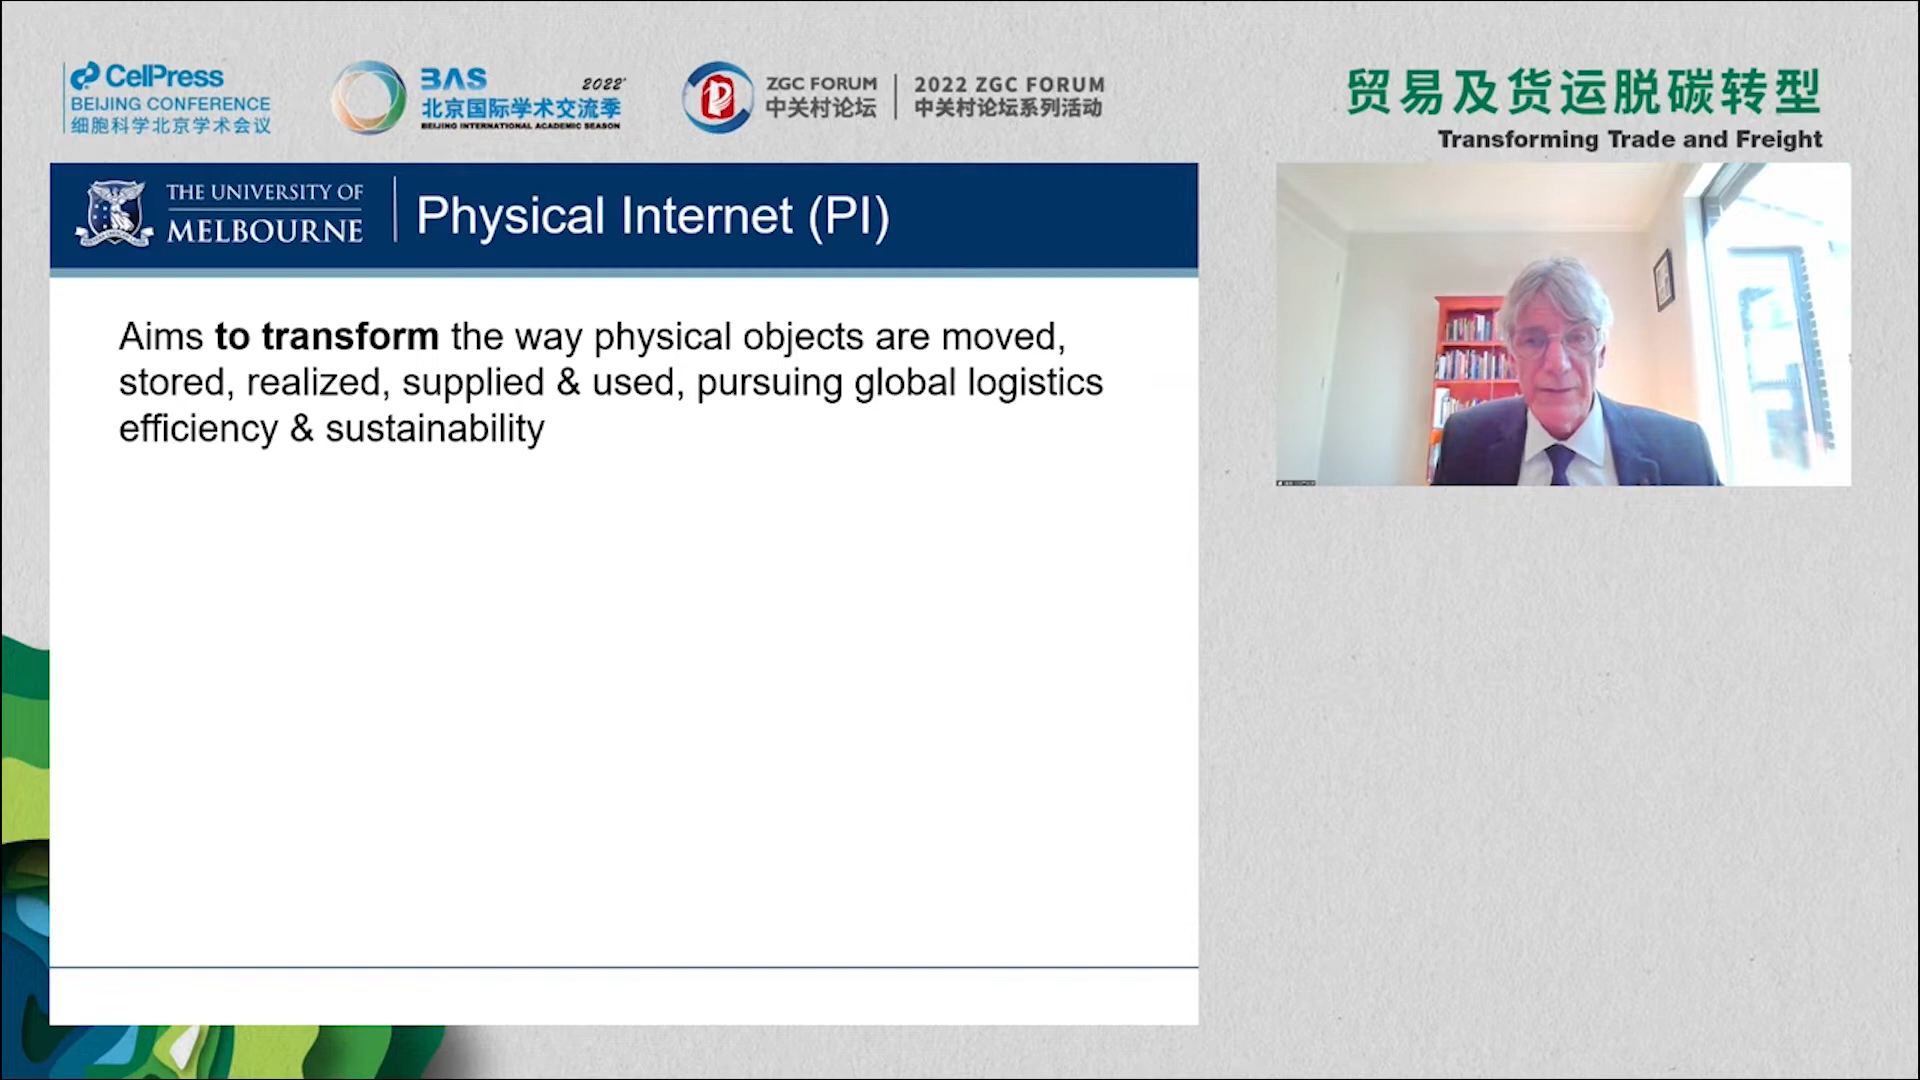 CellPress
BEIJING CONFERENCE
细胞科学北京学术会议
BAS 2022
北京国际学术交流季
BEIJING INTERNATIONAL ACADEMIC SEASON
ZGC FORUM
中关村论坛
2022 ZGC FORUM
中关村论坛系列活动
贸易及货运脱碳转型
Transforming Trade and Freight
THE UNIVERSITY OF
MELBOURNE
Physical Internet (PI)
Aims to transform the way physical objects are moved,
stored, realized, supplied & used, pursuing global logistics
efficiency & sustainability